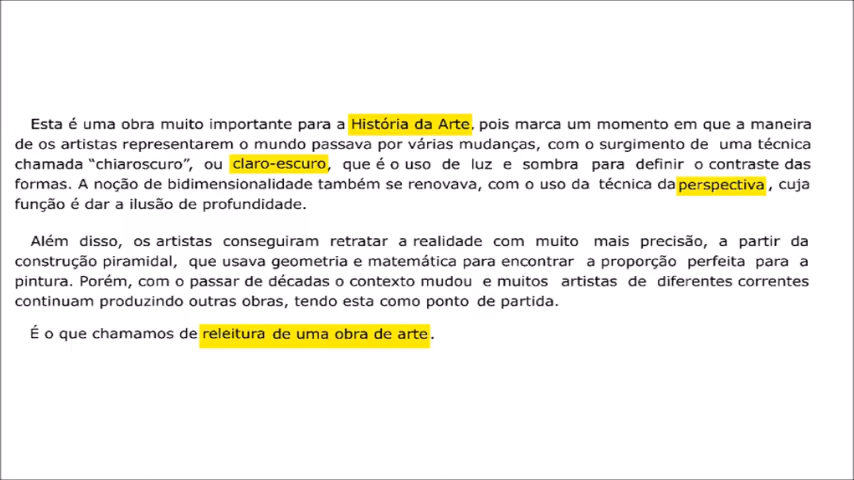 Esta é uma obra muito importante para a História da Arte, pois marca um momento em que a maneira
de os artistas representarem o mundo passava por várias mudanças, com o surgimento de uma técnica
chamada “chiaroscuro”, ou claro-escuro, que é o uso de luz e sombra para definir o contraste das
formas. A noção de bidimensionalidade também se renovava, com o uso da técnica da perspectiva, cuja
função é dar a ilusão de profundidade.
Além disso, os artistas conseguiram retratar a realidade com muito mais precisão, a partir da
construção piramidal, que usava geometria e matemática para encontrar a proporção perfeita para a
pintura. Porém, com o passar de décadas o contexto mudou e muitos artistas de diferentes correntes
continuam produzindo outras obras, tendo esta como ponto de partida.
É o que chamamos de releitura de uma obra de arte.